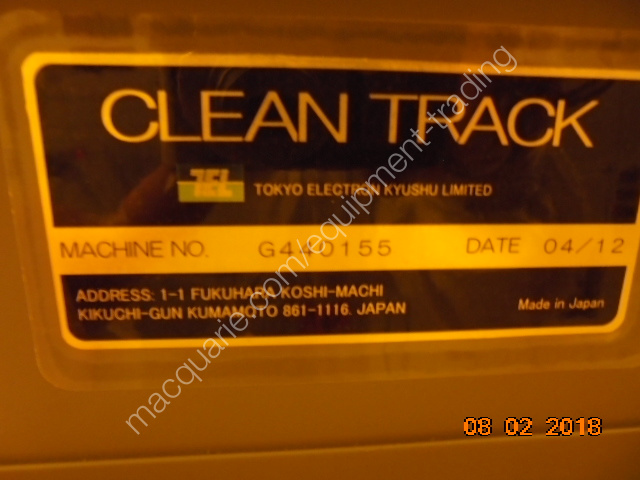 CLEAN TRACK
TEL TOKYO ELECTRON KYUSHU LIMITED
MACHINE NO. G440155 DATE 04/12
ADDRESS: 1-1 FUKUHARA KOSHI-MACHI
KIKUCHI-GUN KUMAMOTO 861-1116. JAPAN
Made in Japan
macquarie.com/equipment-trading
08 02 2018